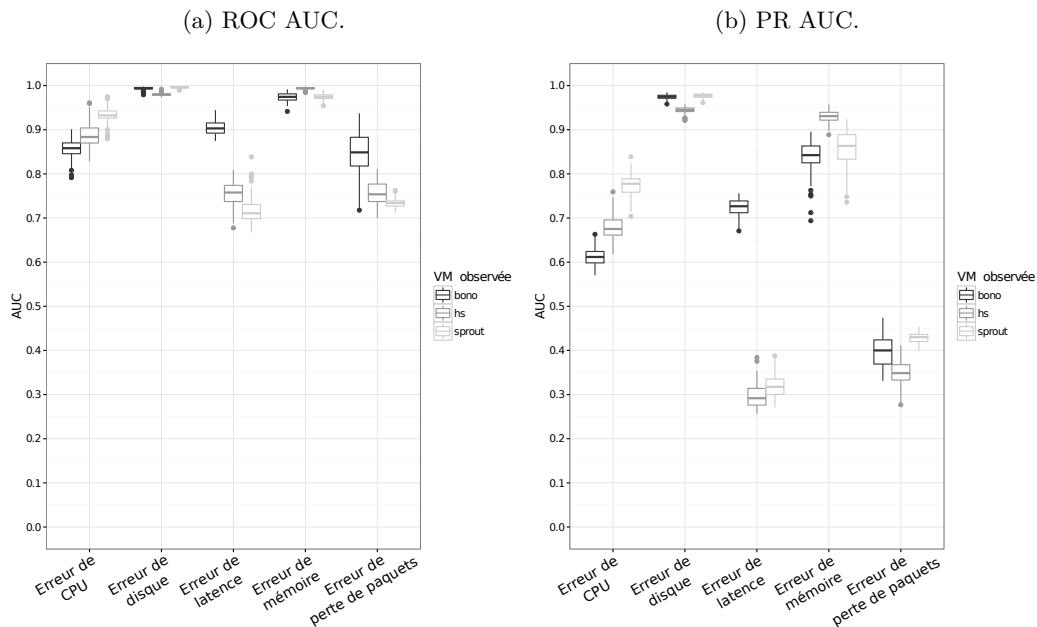 (a) ROC AUC.
1.0
0.9
0.8
0.7
0.6
0.5
0.4
0.3
0.2
0.1
0.0
AUC
Erreur de
CPU
Erreur de
disque
Erreur de
latence
Erreur de
mémoire
Erreur de
perte de paquets
VM observée
bono
hs
sprout
(b) PR AUC.
1.0
0.9
0.8
0.7
0.6
0.5
0.4
0.3
0.2
0.1
0.0
AUC
Erreur de
CPU
Erreur de
disque
Erreur de
latence
Erreur de
mémoire
Erreur de
perte de paquets
VM observée
bono
hs
sprout